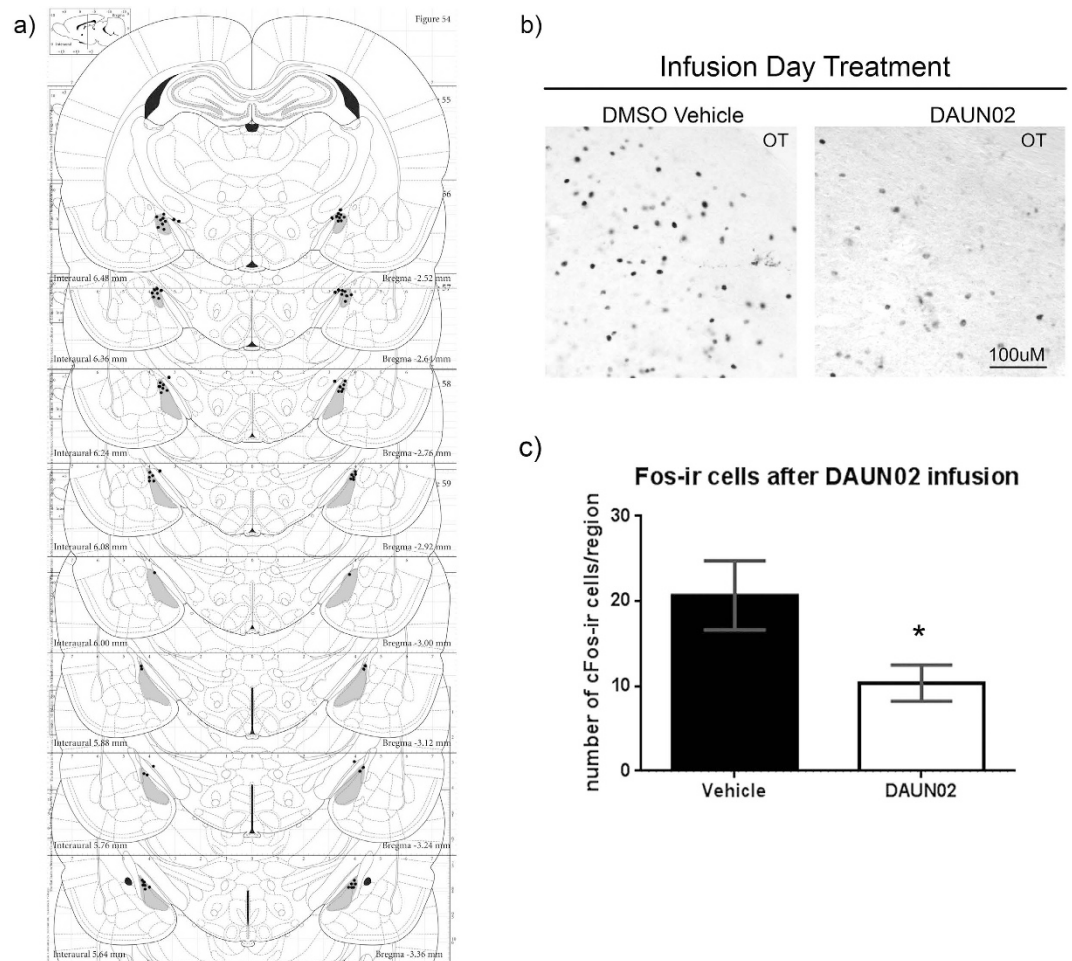 a)
Figure 54
Bregma
Interaural
55
56
Interaural 6.48 mm
Bregma -2.52 mm
57
Interaural 6.36 mm
Bregma -2.64 mm
58
Interaural 6.24 mm
Bregma -2.76 mm
59
Interaural 6.08 mm
Bregma -2.92 mm
Interaural 6.00 mm
Bregma -3.00 mm
Interaural 5.88 mm
Bregma -3.12 mm
Interaural 5.76 mm
Bregma -3.24 mm
Interaural 5.64 mm
Bregma -3.36 mm
b)
Infusion Day Treatment
DMSO Vehicle
DAUN02
OT
OT
100uM
c)
Fos-ir cells after DAUN02 infusion
number of cFos-ir cells/region
30
20
10
0
*
Vehicle
DAUN02